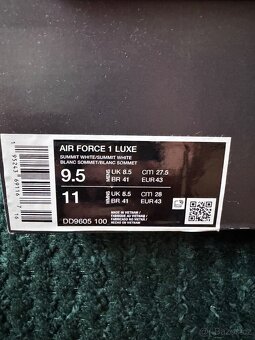 AIR FORCE 1 LUXE
SUMMIT WHITE/SUMMIT WHITE
BLANC SOMMET/BLANC SOMMET
9.5 MENS UK 8.5 cm 27.5
BR 41 EUR 43
11 WMNS UK 8.5 cm 28
BR 41 EUR 43
DD9605 100
MADE IN VIETNAM